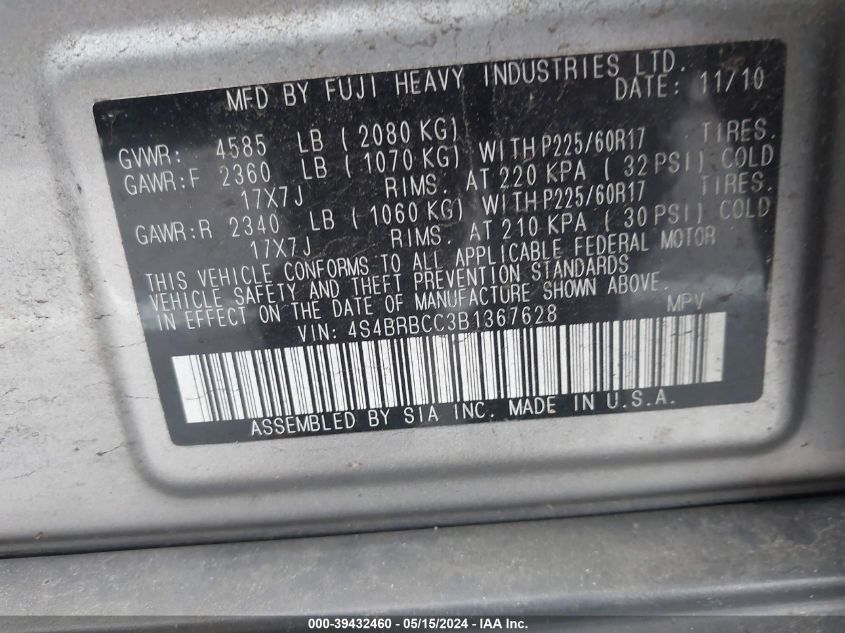 MFD BY FUJI HEAVY INDUSTRIES LTD.
DATE: 11/10
GVWR: 4585 LB ( 2080 KG)
GAWR:F 2360 LB ( 1070 KG) WITH P225/60R17 TIRES.
17X7J RIMS. AT 220 KPA ( 32 PSI) COLD
GAWR:R 2340 LB ( 1060 KG) WITH P225/60R17 TIRES.
17X7J RIMS. AT 210 KPA ( 30 PSI) COLD
THIS VEHICLE CONFORMS TO ALL APPLICABLE FEDERAL MOTOR
VEHICLE SAFETY AND THEFT PREVENTION STANDARDS
IN EFFECT ON THE DATE OF MANUFACTURE SHOWN ABOVE.
VIN: 4S4BRBCC3B1367628 MPV
ASSEMBLED BY SIA INC. MADE IN U.S.A.
000-39432460 - 05/15/2024 - IAA Inc.